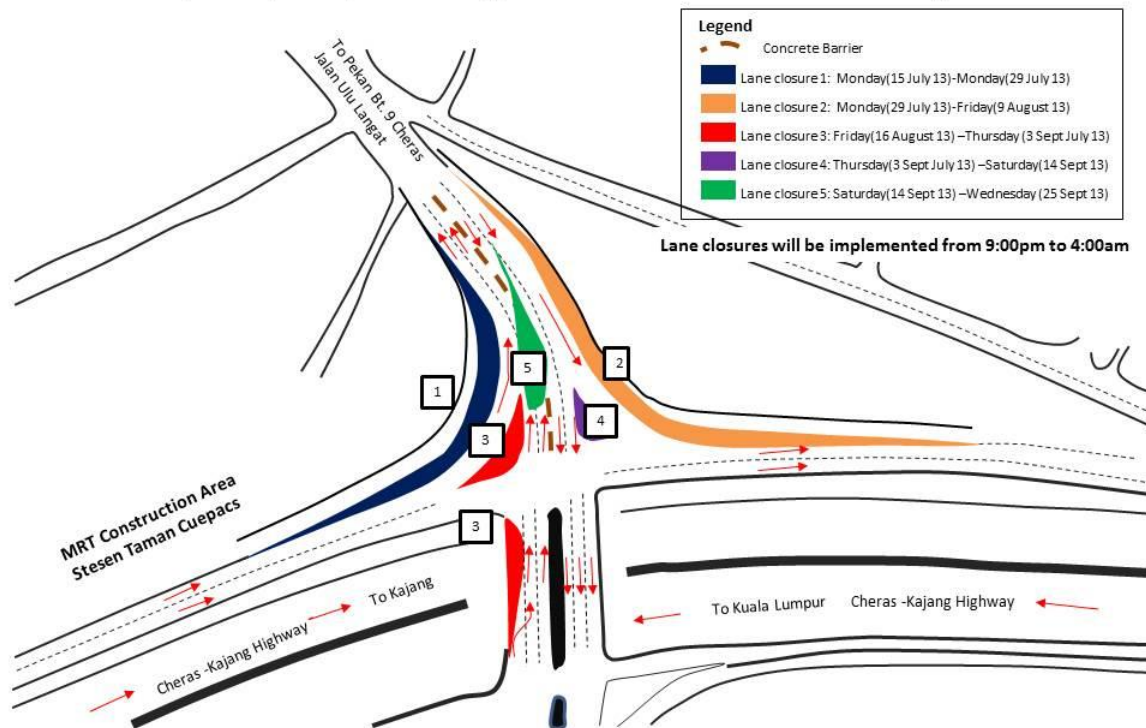 Legend
Concrete Barrier
Lane closure 1: Monday(15 July 13)-Monday(29 July 13)
Lane closure 2: Monday(29 July 13)-Friday(9 August 13)
Lane closure 3: Friday(16 August 13) –Thursday (3 Sept July 13)
Lane closure 4: Thursday(3 Sept July 13) –Saturday(14 Sept 13)
Lane closure 5: Saturday(14 Sept 13) –Wednesday (25 Sept 13)
Lane closures will be implemented from 9:00pm to 4:00am
To Pekan Bt. 9 Cheras
Jalan Ulu Langat
1
2
5
3
4
3
MRT Construction Area
Stesen Taman Cuepacs
To Kajang
Cheras -Kajang Highway
To Kuala Lumpur
Cheras -Kajang Highway